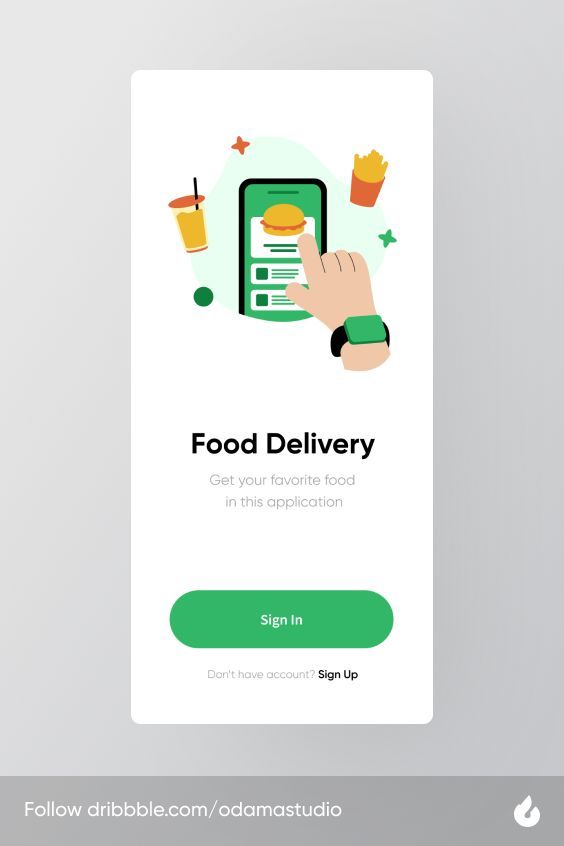 Food Delivery
Get your favorite food
in this application
Sign In
Don't have account? Sign Up
Follow dribbble.com/odamastudio